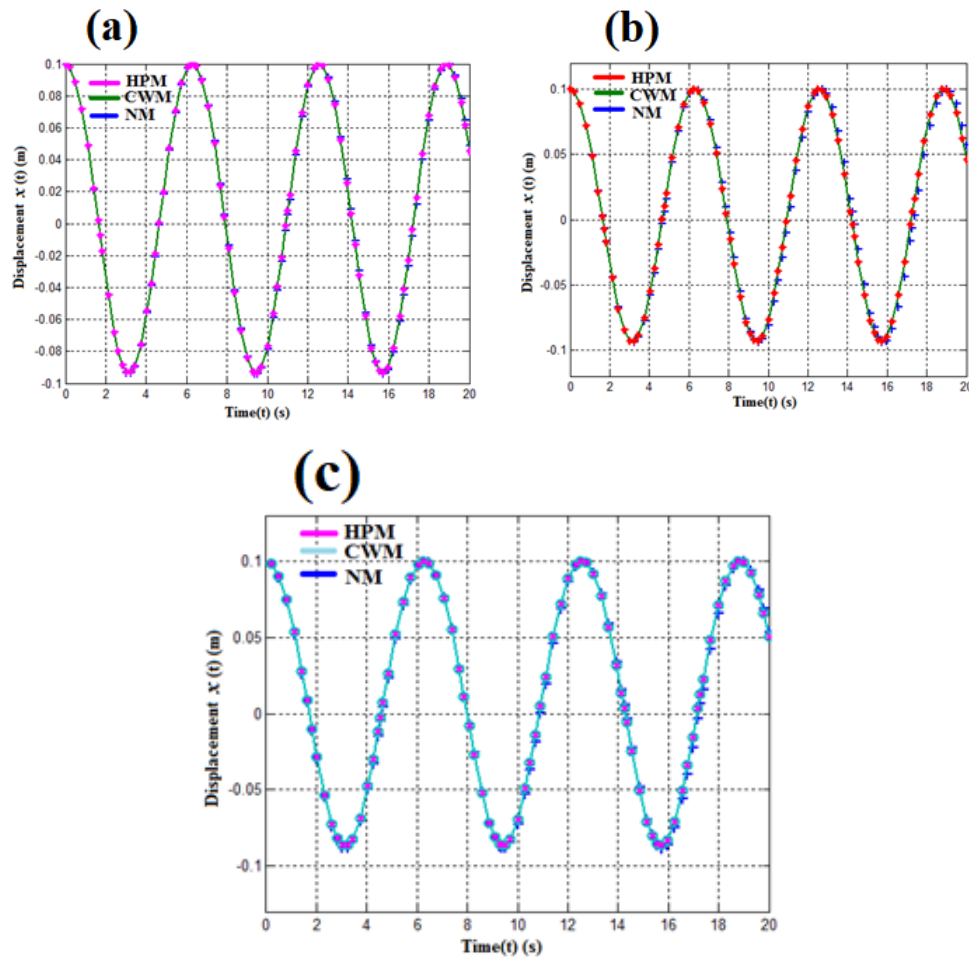 (a)
0.1
0.08
0.06
0.04
0.02
0
-0.02
-0.04
-0.06
-0.08
-0.1
HPM
CWM
NM
Displacement x (t) (m)
0 2 4 6 8 10 12 14 16 18 20
Time(t) (s)
(b)
0.1
0.05
0
-0.05
-0.1
HPM
CWM
NM
Displacement x (t) (m)
0 2 4 6 8 10 12 14 16 18 20
Time(t) (s)
(c)
0.1
0.05
0
-0.05
-0.1
HPM
CWM
NM
Displacement x (t) (m)
0 2 4 6 8 10 12 14 16 18 20
Time(t) (s)